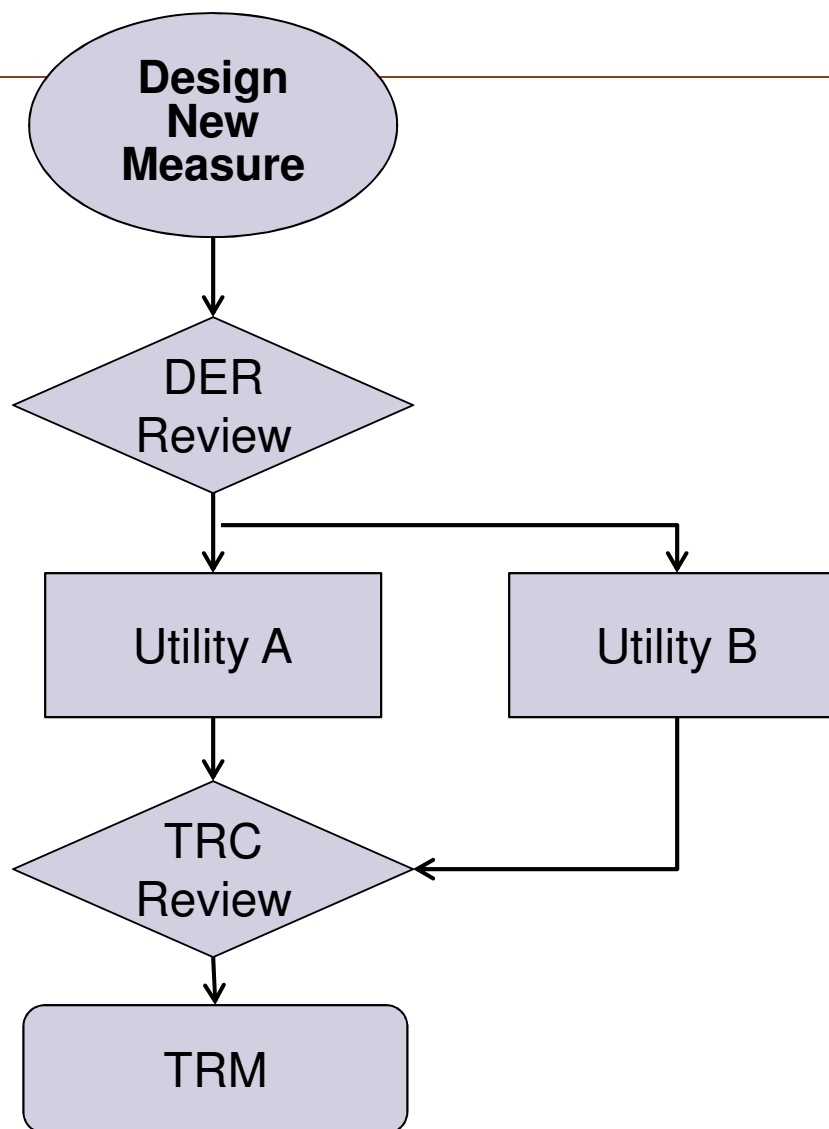 Design
New
Measure
DER
Review
Utility A
Utility B
TRC
Review
TRM